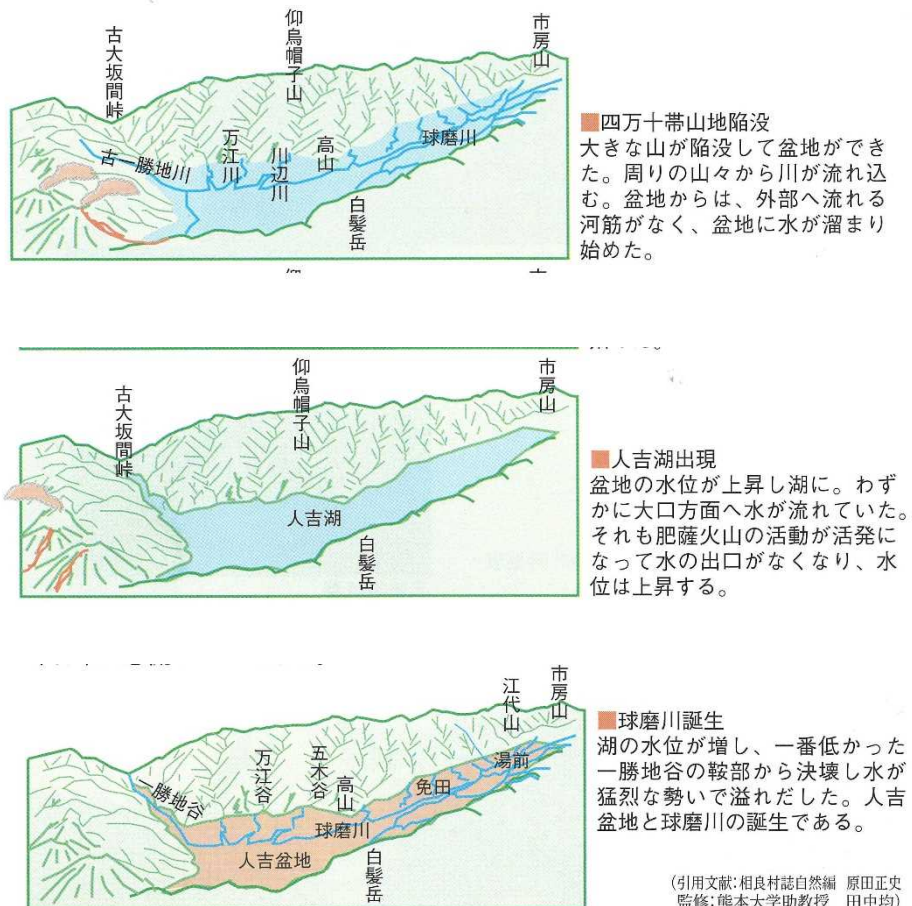 古大坂間峠
仰烏帽子山
市房山
古一勝地川
万江川
川辺川
高山
球磨川
白髪岳
■四万十帯山地陥没
大きな山が陥没して盆地ができ
た。周りの山々から川が流れ込
む。盆地からは、外部へ流れる
河筋がなく、盆地に水が溜まり
始めた。
古大坂間峠
仰烏帽子山
市房山
人吉湖
白髪岳
■人吉湖出現
盆地の水位が上昇し湖に。わず
かに大口方面へ水が流れていた。
それも肥薩火山の活動が活発に
なって水の出口がなくなり、水
位は上昇する。
江代山
市房山
一勝地谷
万江谷
五木谷
高山
免田
湯前
球磨川
人吉盆地
白髪岳
■球磨川誕生
湖の水位が増し、一番低かった
一勝地谷の鞍部から決壊し水が
猛烈な勢いで溢れだした。人吉
盆地と球磨川の誕生である。
(引用文献:相良村誌自然編 原田正史
監修:熊本大学助教授 田中均)